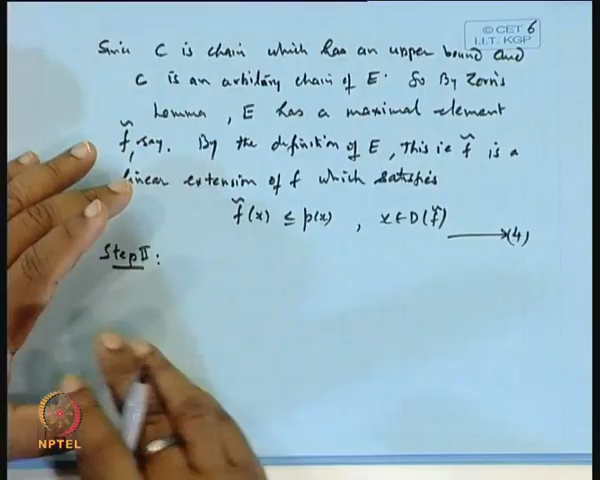 © CET 6
I.I.T. KGP
Since C is chain which has an upper bound and
C is an arbitrary chain of E. So By Zorn's
Lemma, E has a maximal element
f̃, say. By the definition of E, this ie f̃ is a
linear extension of f which satisfies
f̃(x) ≤ p(x) , x ∈ D(f̃) ⟶(4)
Step II :
NPTEL